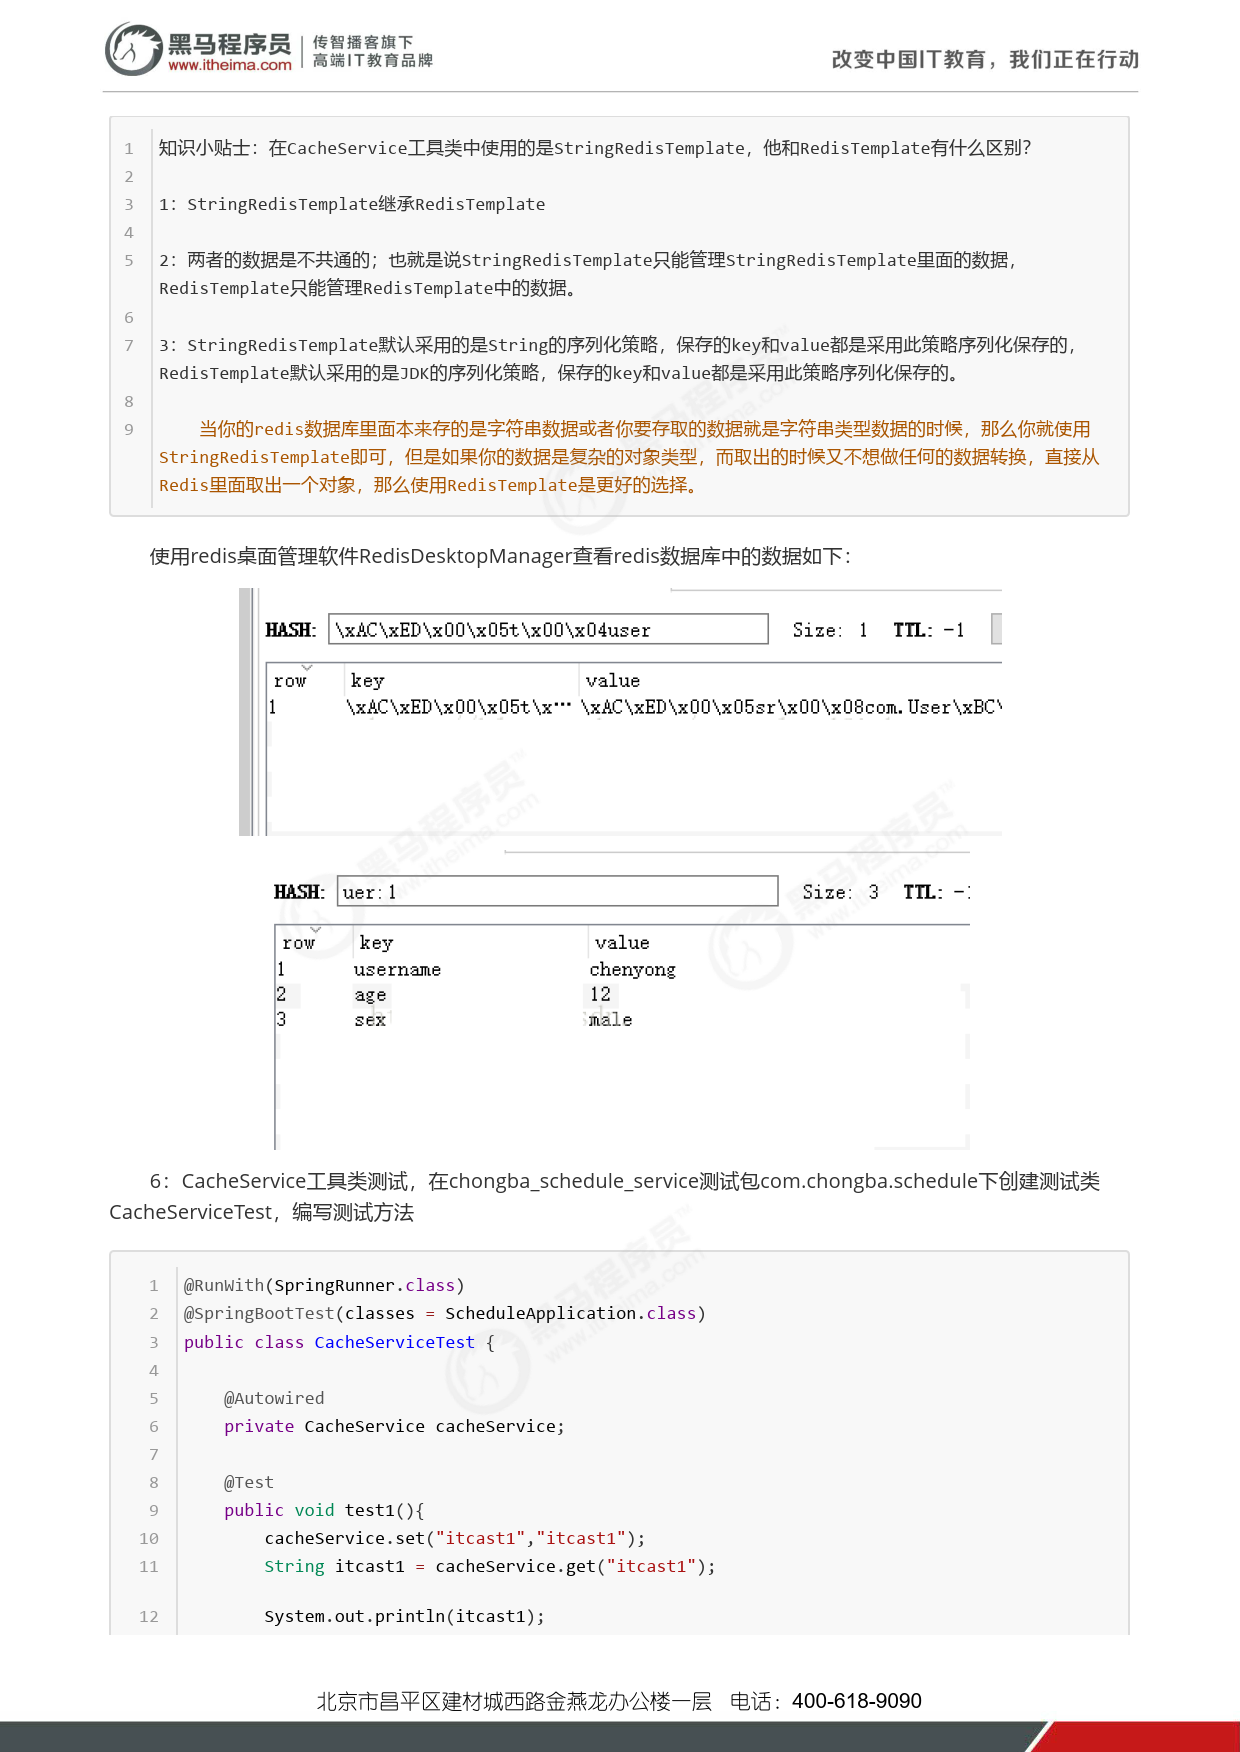 黑马程序员
www.itheima.com
传智播客旗下
高端IT教育品牌
改变中国IT教育，我们正在行动
1 知识小贴士：在CacheService工具类中使用的是StringRedisTemplate，他和RedisTemplate有什么区别？
2
3 1：StringRedisTemplate继承RedisTemplate
4
5 2：两者的数据是不共通的；也就是说StringRedisTemplate只能管理StringRedisTemplate里面的数据，
RedisTemplate只能管理RedisTemplate中的数据。
6
7 3：StringRedisTemplate默认采用的是String的序列化策略，保存的key和value都是采用此策略序列化保存的，
RedisTemplate默认采用的是JDK的序列化策略，保存的key和value都是采用此策略序列化保存的。
8
9 当你的redis数据库里面本来存的是字符串数据或者你要存取的数据就是字符串类型数据的时候，那么你就使用
StringRedisTemplate即可，但是如果你的数据是复杂的对象类型，而取出的时候又不想做任何的数据转换，直接从
Redis里面取出一个对象，那么使用RedisTemplate是更好的选择。
使用redis桌面管理软件RedisDesktopManager查看redis数据库中的数据如下：
HASH: \xAC\xED\x00\x05t\x00\x04user Size: 1 TTL: -1
row key value
1 \xAC\xED\x00\x05t\x··· \xAC\xED\x00\x05sr\x00\x08com.User\xBC\
HASH: uer:1 Size: 3 TTL: -1
row key value
1 username chenyong
2 age 12
3 sex male
6：CacheService工具类测试，在chongba_schedule_service测试包com.chongba.schedule下创建测试类
CacheServiceTest，编写测试方法
1 @RunWith(SpringRunner.class)
2 @SpringBootTest(classes = ScheduleApplication.class)
3 public class CacheServiceTest {
4
5 @Autowired
6 private CacheService cacheService;
7
8 @Test
9 public void test1(){
10 cacheService.set("itcast1","itcast1");
11 String itcast1 = cacheService.get("itcast1");
12 System.out.println(itcast1);
北京市昌平区建材城西路金燕龙办公楼一层 电话：400-618-9090